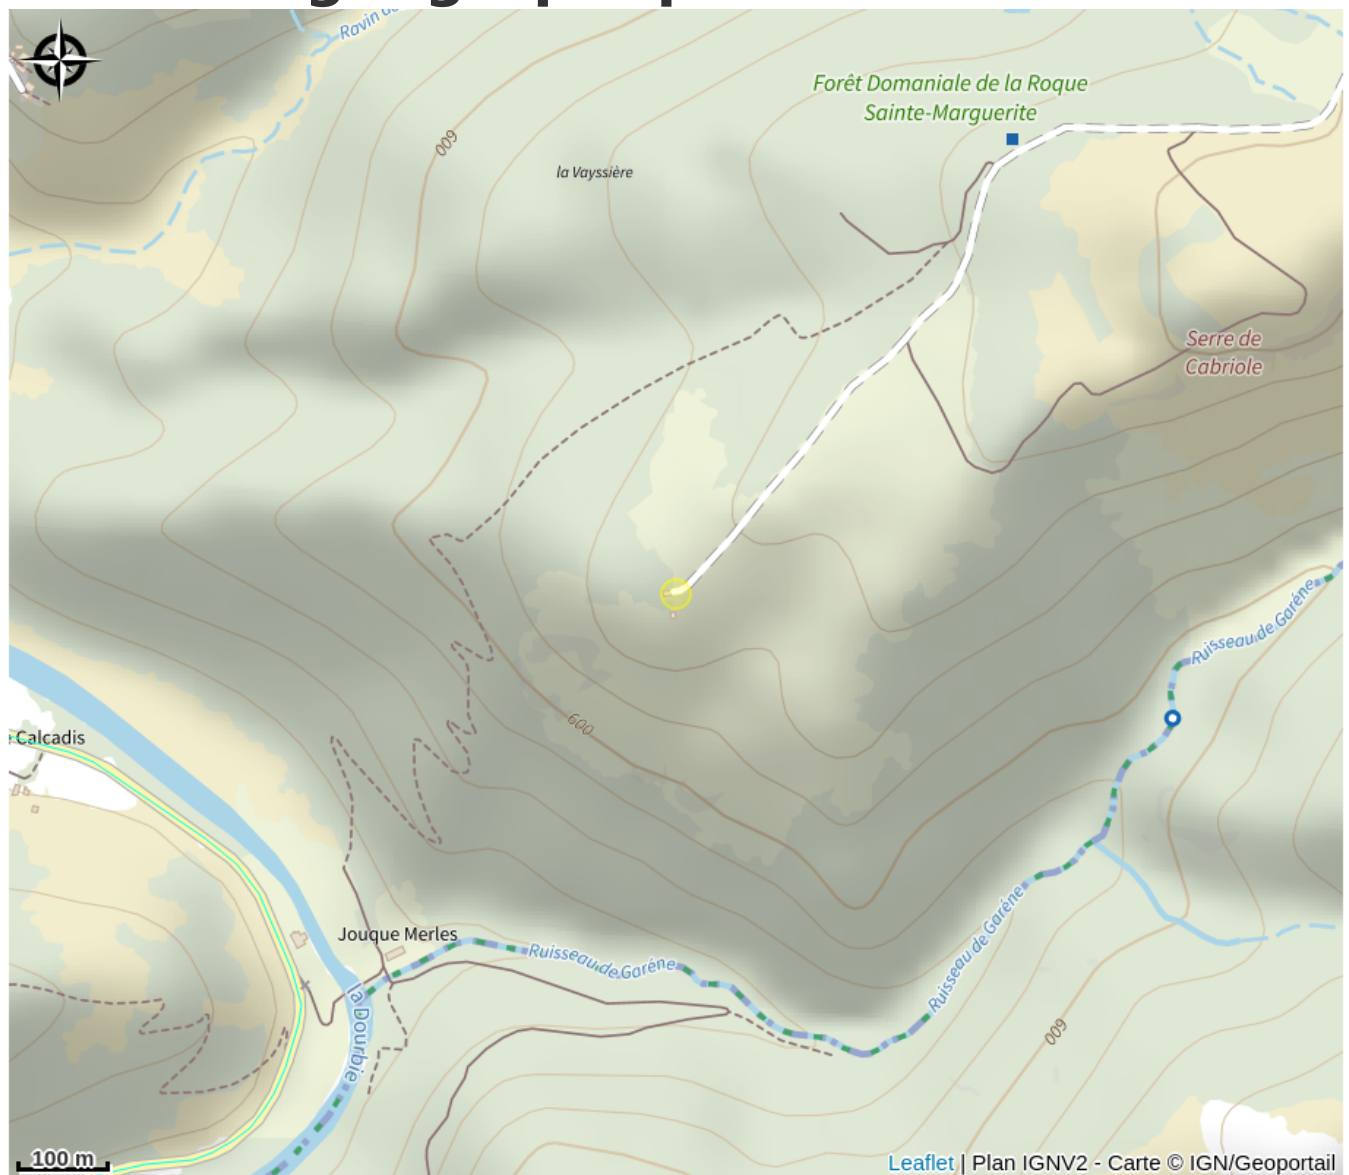 Ravin de
Forêt Domaniale de la Roque
Sainte-Marguerite
600
la Vayssière
Serre de
Cabriole
Ruisseau de Garène
600
Calcadis
Jouque Merles
Ruisseau de Garène
Ruisseau de Garène
la Dourbie
600
100 m
Leaflet | Plan IGNV2 - Carte © IGN/Geoportail